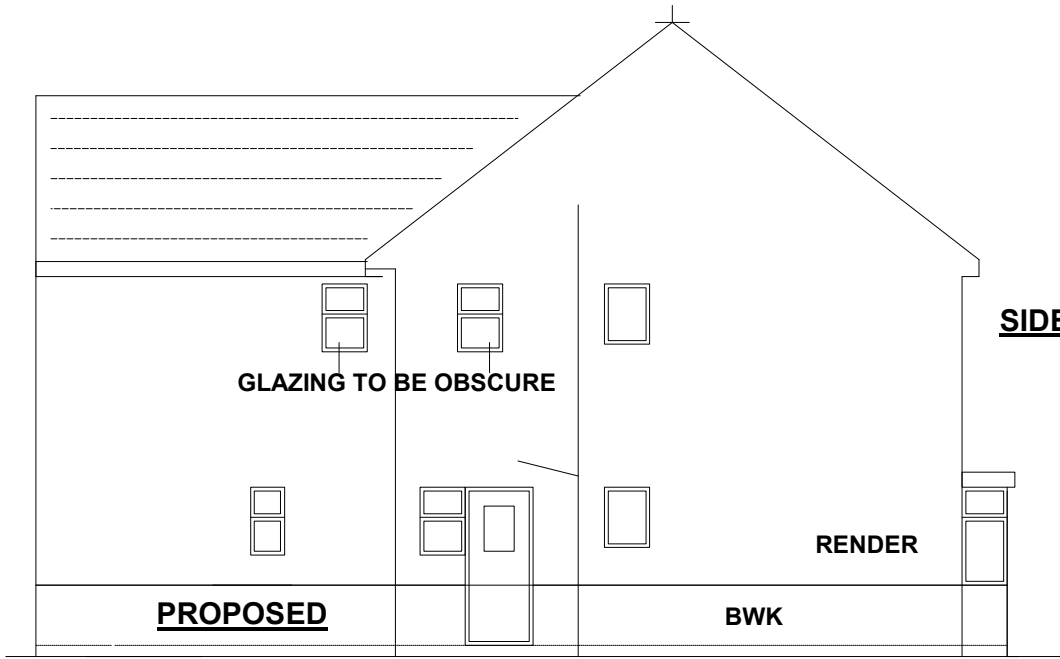 SIDE
GLAZING TO BE OBSCURE
RENDER
PROPOSED
BWK